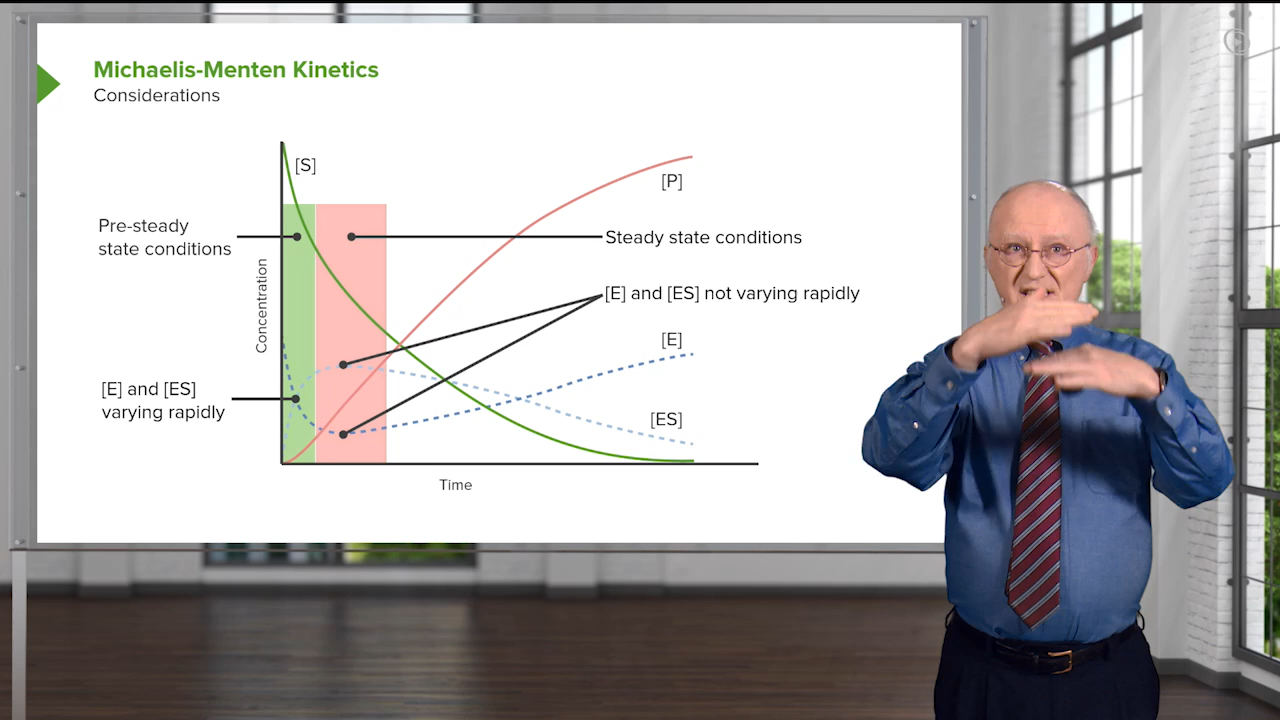 Michaelis-Menten Kinetics
Considerations
[S]
[P]
Pre-steady
state conditions
Steady state conditions
Concentration
[E] and [ES] not varying rapidly
[E]
[E] and [ES]
varying rapidly
[ES]
Time